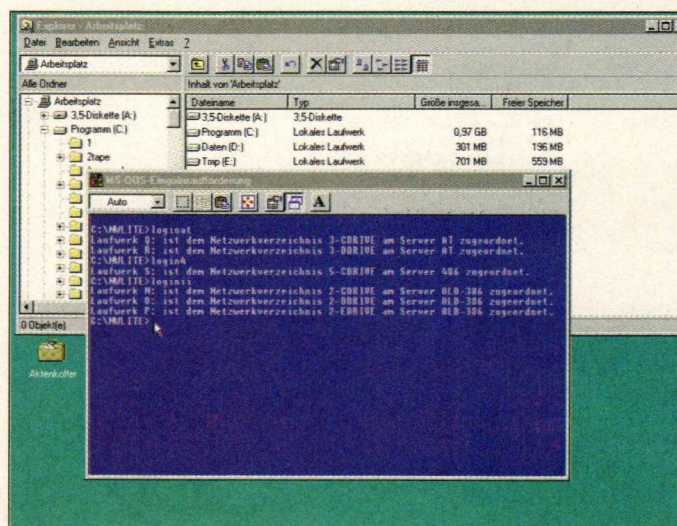 Explorer - Arbeitsplatz
Datei Bearbeiten Ansicht Extras ?
Arbeitsplatz
Alle Ordner
Inhalt von 'Arbeitsplatz'
Dateiname Typ Größe insgesa... Freier Speicher
Arbeitsplatz
3,5-Diskette (A:)
Programm (C:)
1
2tape
3,5-Diskette (A:) 3,5-Diskette
Programm (C:) Lokales Laufwerk 0,97 GB 116 MB
Daten (D:) Lokales Laufwerk 301 MB 196 MB
Tmp (E:) Lokales Laufwerk 701 MB 559 MB
MS-DOS-Eingabeaufforderung
Auto
A
C:\NWLITE>loginat
Laufwerk Q: ist dem Netzwerkverzeichnis 3-CDRIVE am Server AT zugeordnet.
Laufwerk R: ist dem Netzwerkverzeichnis 3-DDRIVE am Server AT zugeordnet.
C:\NWLITE>login4
Laufwerk S: ist dem Netzwerkverzeichnis 5-CDRIVE am Server 486 zugeordnet.
C:\NWLITE>loginii
Laufwerk N: ist dem Netzwerkverzeichnis 2-CDRIVE am Server OLD-386 zugeordnet.
Laufwerk O: ist dem Netzwerkverzeichnis 2-DDRIVE am Server OLD-386 zugeordnet.
Laufwerk P: ist dem Netzwerkverzeichnis 2-EDRIVE am Server OLD-386 zugeordnet.
C:\NWLITE>
0 Objekt(e)
Aktenkoffer